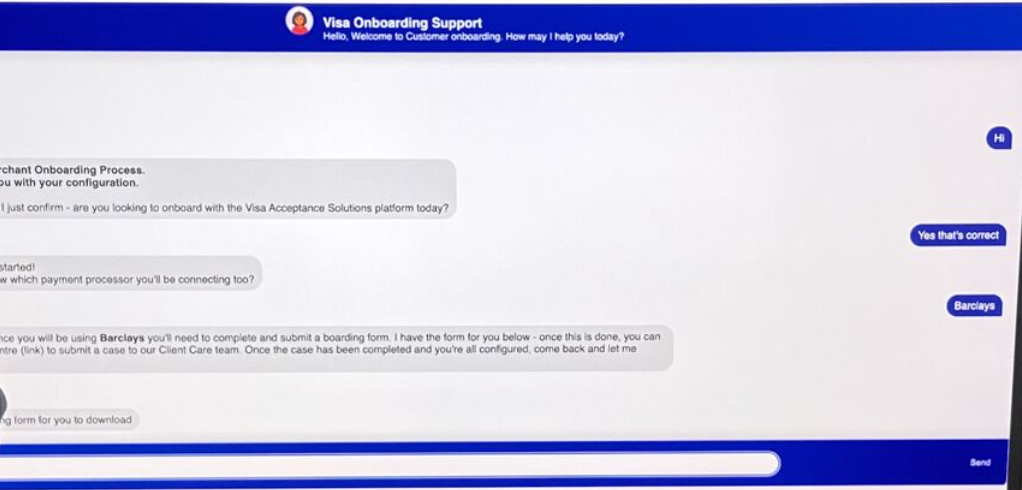 Visa Onboarding Support
Hello, Welcome to Customer onboarding. How may I help you today?
Hi
rchant Onboarding Process.
ou with your configuration.
I just confirm - are you looking to onboard with the Visa Acceptance Solutions platform today?
Yes that's correct
started!
w which payment processor you'll be connecting too?
Barclays
nce you will be using Barclays you'll need to complete and submit a boarding form. I have the form for you below - once this is done, you can
ntre (link) to submit a case to our Client Care team. Once the case has been completed and you're all configured, come back and let me
ng form for you to download
Send